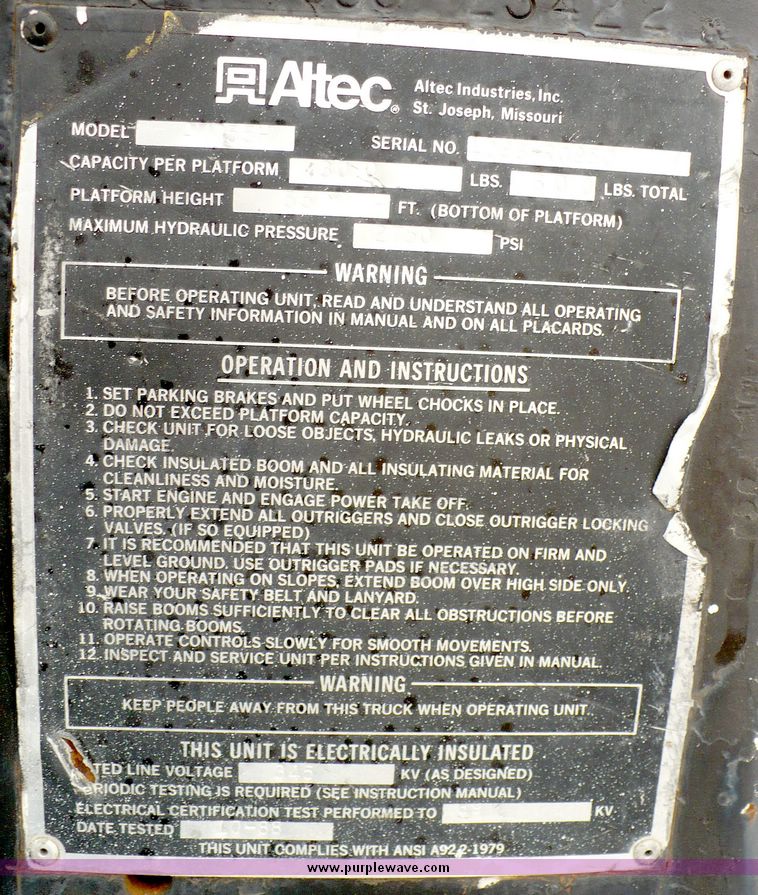 Altec®
Altec Industries, Inc.
St. Joseph, Missouri
MODEL
SERIAL NO.
CAPACITY PER PLATFORM LBS. LBS. TOTAL
PLATFORM HEIGHT FT. (BOTTOM OF PLATFORM)
MAXIMUM HYDRAULIC PRESSURE PSI
WARNING
BEFORE OPERATING UNIT, READ AND UNDERSTAND ALL OPERATING
AND SAFETY INFORMATION IN MANUAL AND ON ALL PLACARDS.
OPERATION AND INSTRUCTIONS
1. SET PARKING BRAKES AND PUT WHEEL CHOCKS IN PLACE.
2. DO NOT EXCEED PLATFORM CAPACITY.
3. CHECK UNIT FOR LOOSE OBJECTS, HYDRAULIC LEAKS OR PHYSICAL
DAMAGE.
4. CHECK INSULATED BOOM AND ALL INSULATING MATERIAL FOR
CLEANLINESS AND MOISTURE.
5. START ENGINE AND ENGAGE POWER TAKE OFF.
6. PROPERLY EXTEND ALL OUTRIGGERS AND CLOSE OUTRIGGER LOCKING
VALVES. (IF SO EQUIPPED)
7. IT IS RECOMMENDED THAT THIS UNIT BE OPERATED ON FIRM AND
LEVEL GROUND. USE OUTRIGGER PADS IF NECESSARY.
8. WHEN OPERATING ON SLOPES, EXTEND BOOM OVER HIGH SIDE ONLY.
9. WEAR YOUR SAFETY BELT AND LANYARD.
10. RAISE BOOMS SUFFICIENTLY TO CLEAR ALL OBSTRUCTIONS BEFORE
ROTATING BOOMS.
11. OPERATE CONTROLS SLOWLY FOR SMOOTH MOVEMENTS.
12. INSPECT AND SERVICE UNIT PER INSTRUCTIONS GIVEN IN MANUAL.
WARNING
KEEP PEOPLE AWAY FROM THIS TRUCK WHEN OPERATING UNIT.
THIS UNIT IS ELECTRICALLY INSULATED
LINE VOLTAGE KV (AS DESIGNED)
TESTING IS REQUIRED (SEE INSTRUCTION MANUAL)
ELECTRICAL CERTIFICATION TEST PERFORMED TO KV
DATE TESTED
THIS UNIT COMPLIES WITH ANSI A92.2-1979
www.purplewave.com